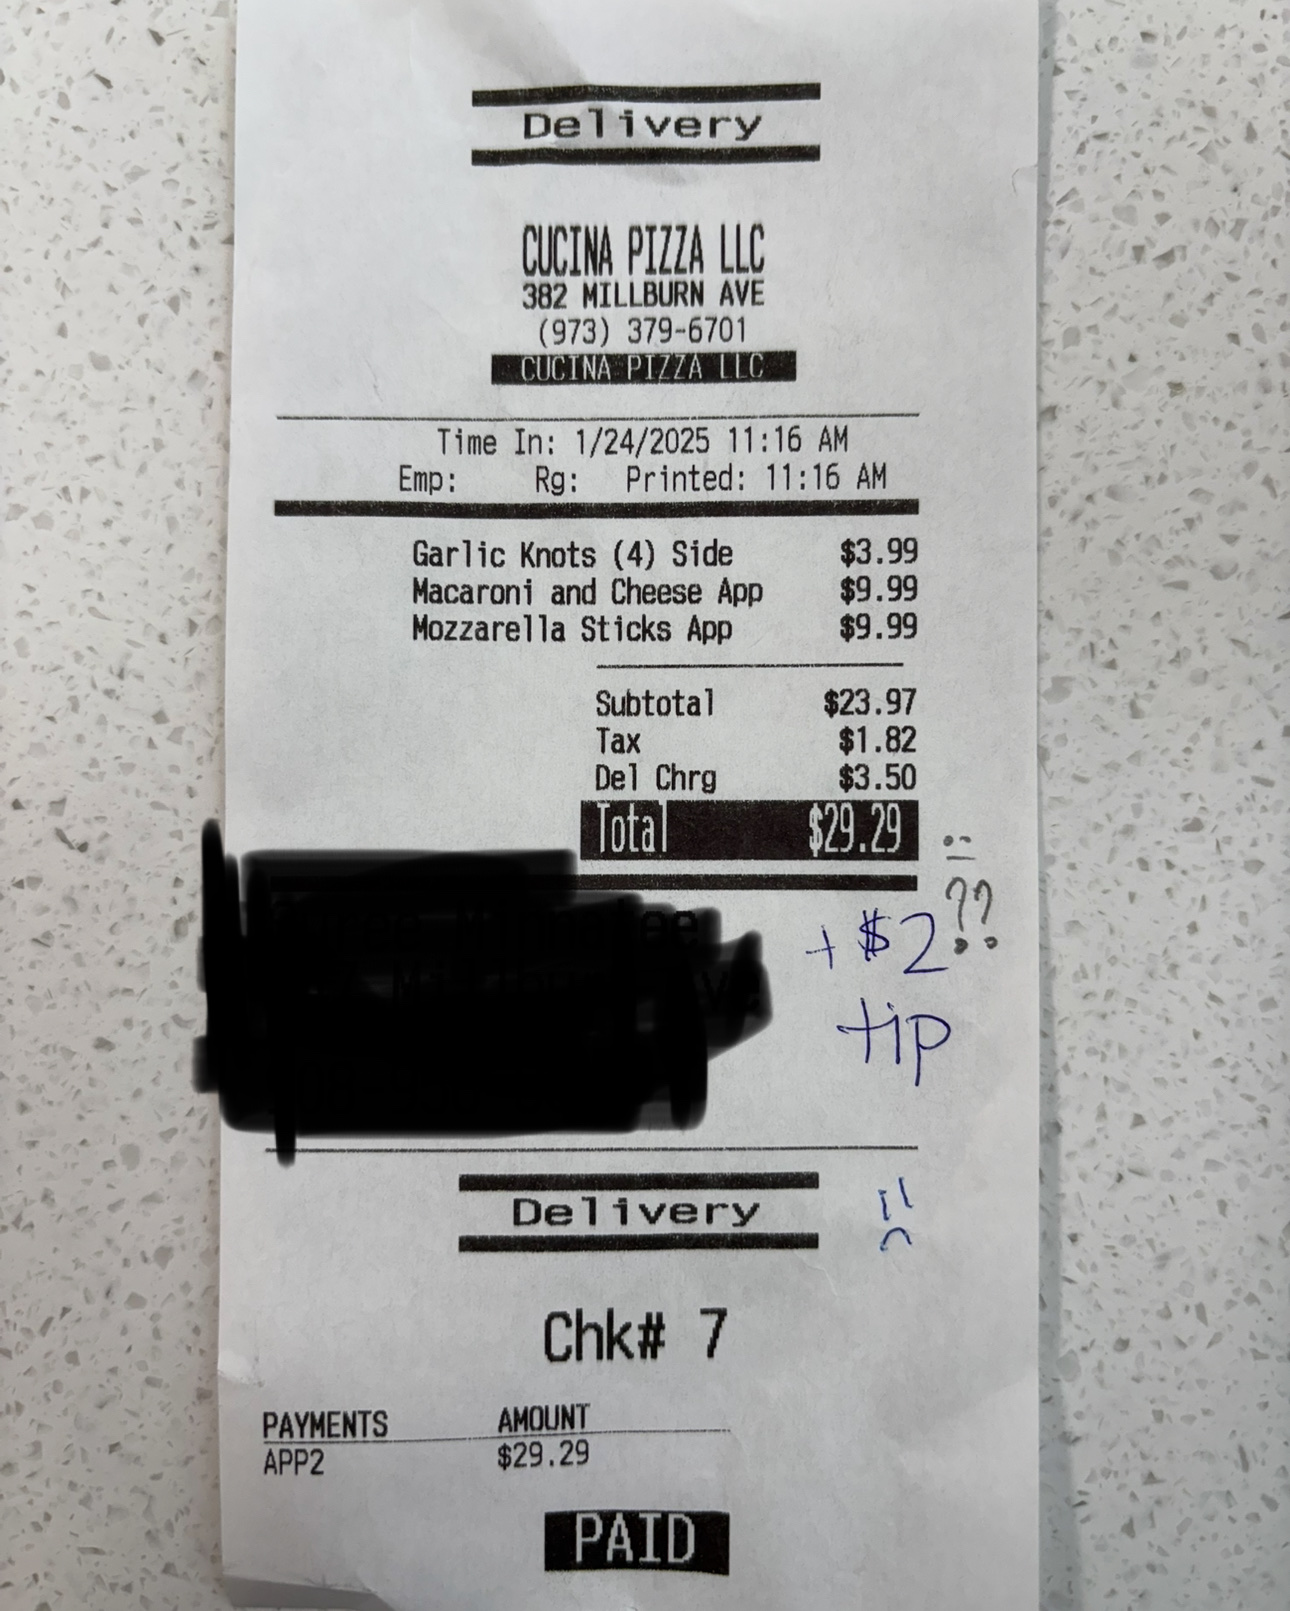 Delivery
CUCINA PIZZA LLC
382 MILLBURN AVE
(973) 379-6701
CUCINA PIZZA LLC
Time In: 1/24/2025 11:16 AM
Emp: Rg: Printed: 11:16 AM
Garlic Knots (4) Side $3.99
Macaroni and Cheese App $9.99
Mozzarella Sticks App $9.99
Subtotal $23.97
Tax $1.82
Del Chrg $3.50
Total $29.29
??
+ $2
tip
Delivery
Chk# 7
PAYMENTS AMOUNT
APP2 $29.29
PAID